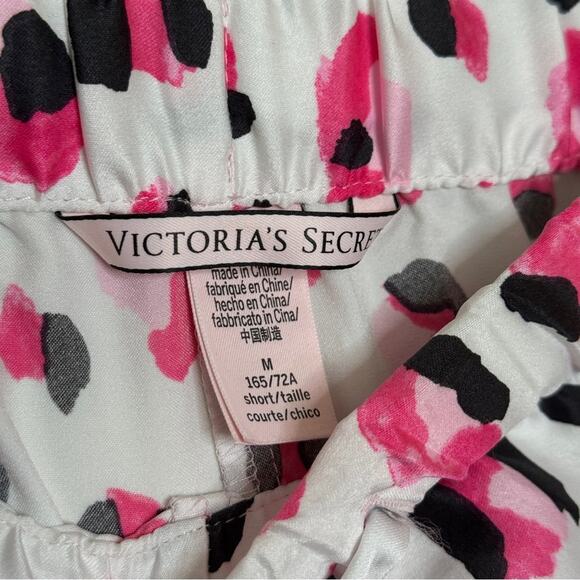 VICTORIA'S SECRE
made in China/
fabriqué en Chine/
hecho en China/
fabbricato in Cina/
中国制造
M
165/72A
short/taille
courte/chico